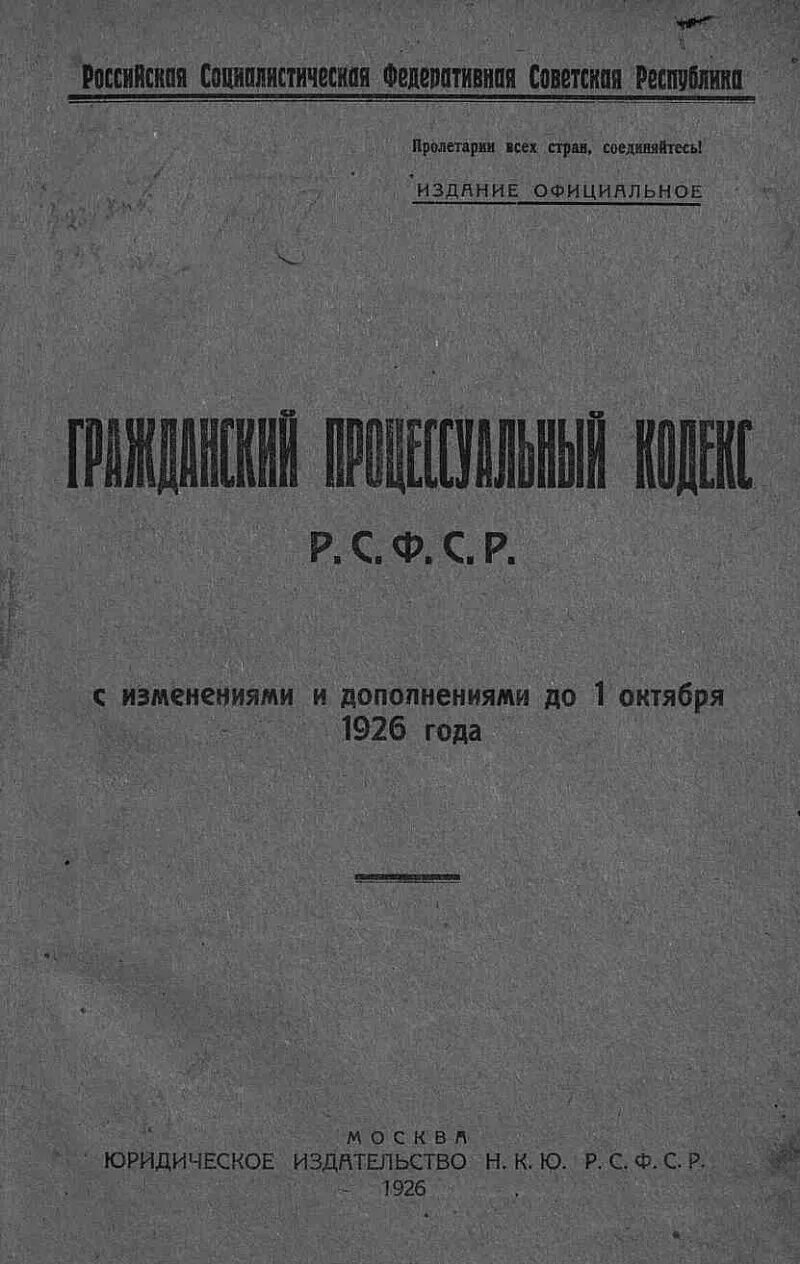 Российская Социалистическая Федеративная Советская Республика
Пролетарии всех стран, соединяйтесь!
ИЗДАНИЕ ОФИЦИАЛЬНОЕ
ГРАЖДАНСКИЙ ПРОЦЕССУАЛЬНЫЙ КОДЕКС
Р. С. Ф. С. Р.
с изменениями и дополнениями до 1 октября
1926 года
МОСКВА
ЮРИДИЧЕСКОЕ ИЗДАТЕЛЬСТВО Н. К. Ю. Р. С. Ф. С. Р.
1926